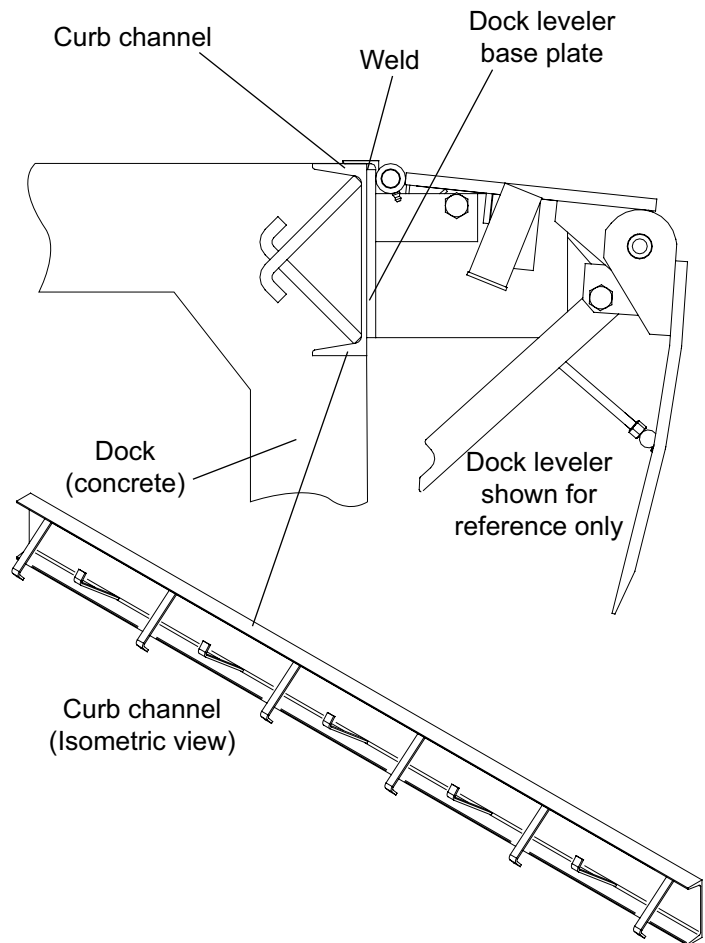 Curb channel
Weld
Dock leveler
base plate
Dock
(concrete)
Dock leveler
shown for
reference only
Curb channel
(Isometric view)